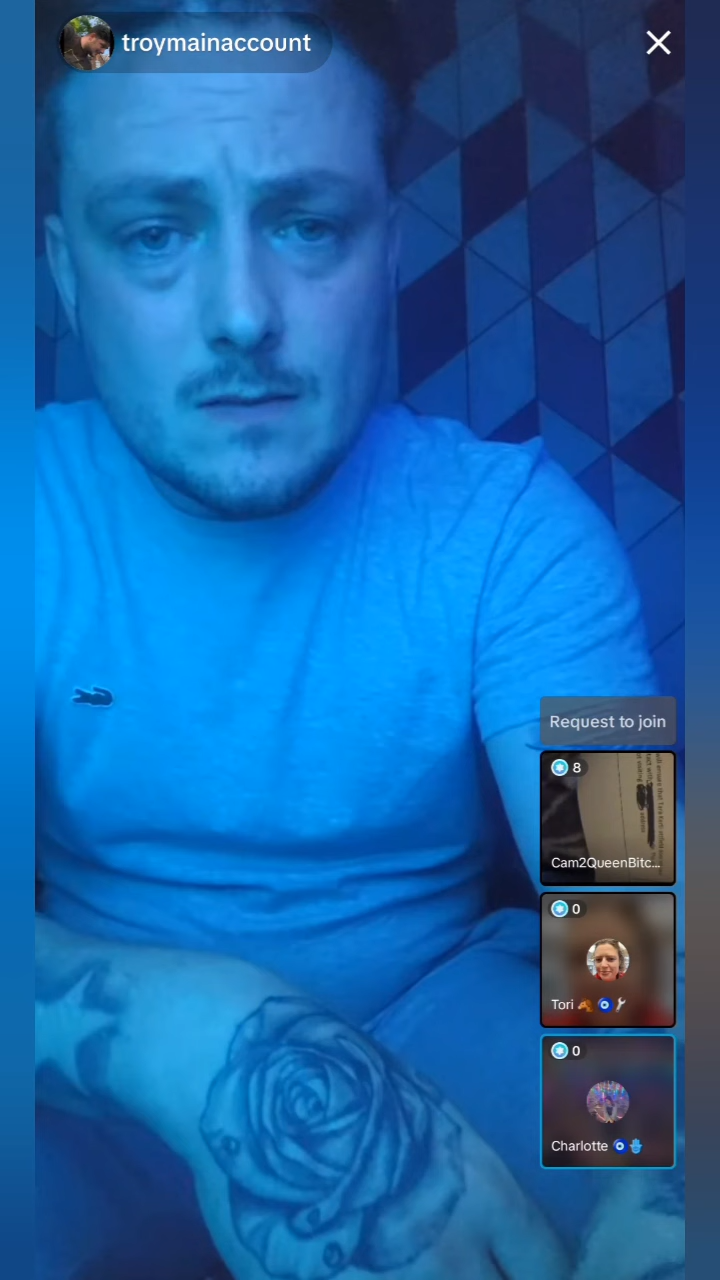 troymainaccount
Request to join
8
Cam2QueenBitc...
0
Tori
0
Charlotte